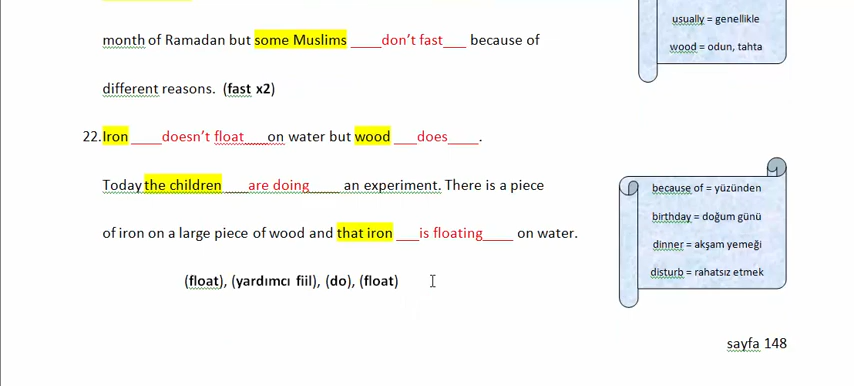 month of Ramadan but some Muslims ____don't fast___ because of
different reasons. (fast x2)
22.Iron ____doesn't float___on water but wood ___does____.
Today the children ____are doing____ an experiment. There is a piece
of iron on a large piece of wood and that iron ___is floating____ on water.
(float), (yardımcı fiil), (do), (float)
usually = genellikle
wood = odun, tahta
because of = yüzünden
birthday = doğum günü
dinner = akşam yemeği
disturb = rahatsız etmek
sayfa 148